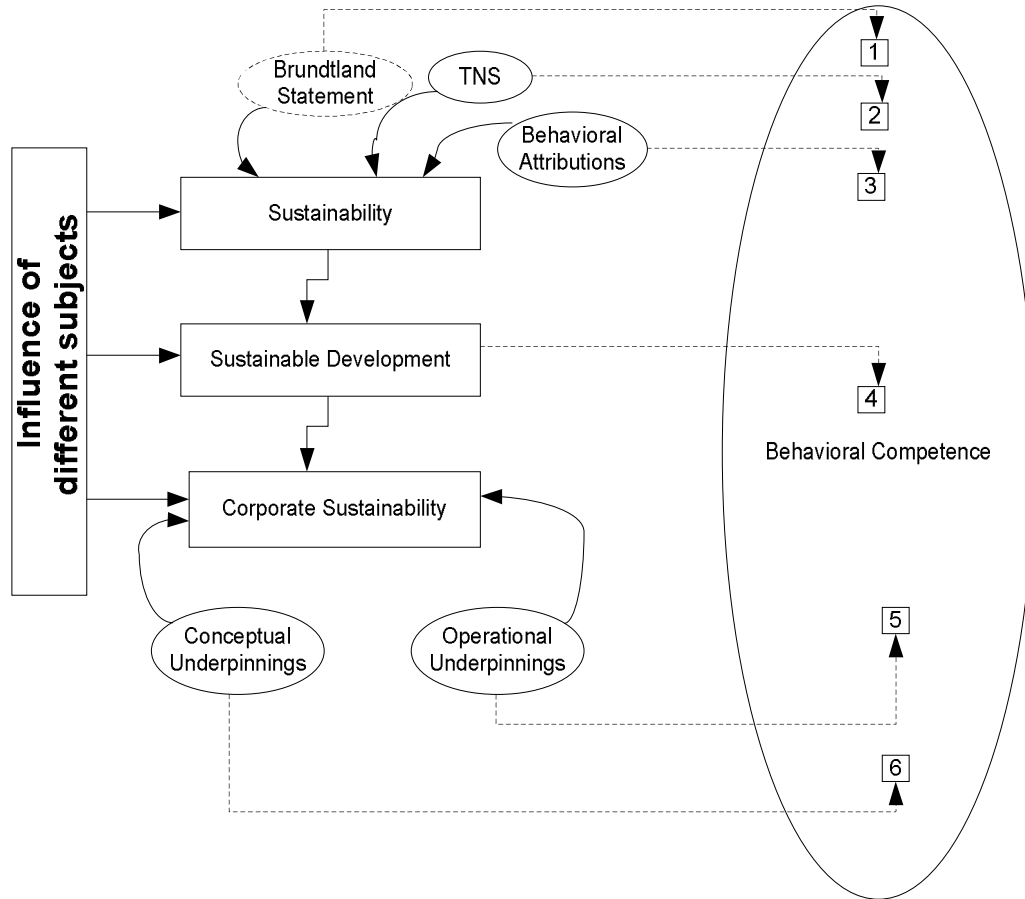 Brundtland
Statement
TNS
Behavioral
Attributions
1
2
3
Influence of
different subjects
Sustainability
Sustainable Development
4
Behavioral Competence
Corporate Sustainability
Conceptual
Underpinnings
Operational
Underpinnings
5
6